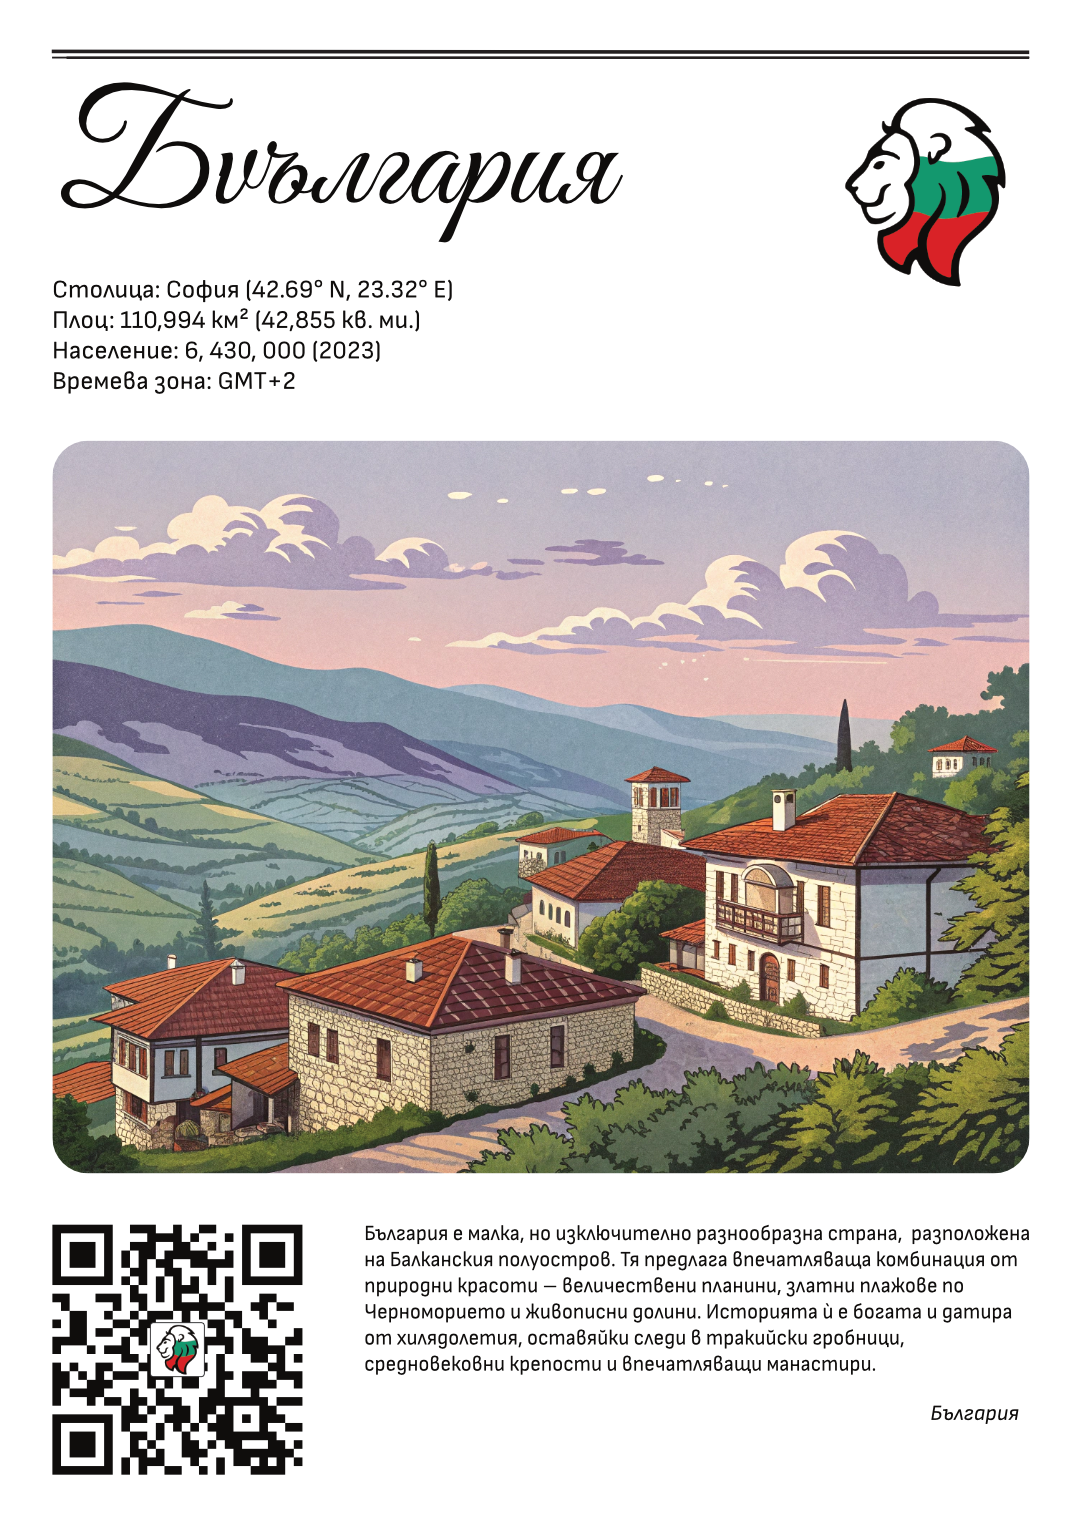 България
Столица: София (42.69° N, 23.32° E)
Площ: 110,994 км² (42,855 кв. ми.)
Население: 6, 430, 000 (2023)
Времева зона: GMT+2
България е малка, но изключително разнообразна страна, разположена
на Балканския полуостров. Тя предлага впечатляваща комбинация от
природни красоти – величествени планини, златни плажове по
Черноморието и живописни долини. Историята ѝ е богата и датира
от хилядолетия, оставяйки следи в тракийски гробници,
средновековни крепости и впечатляващи манастири.
България